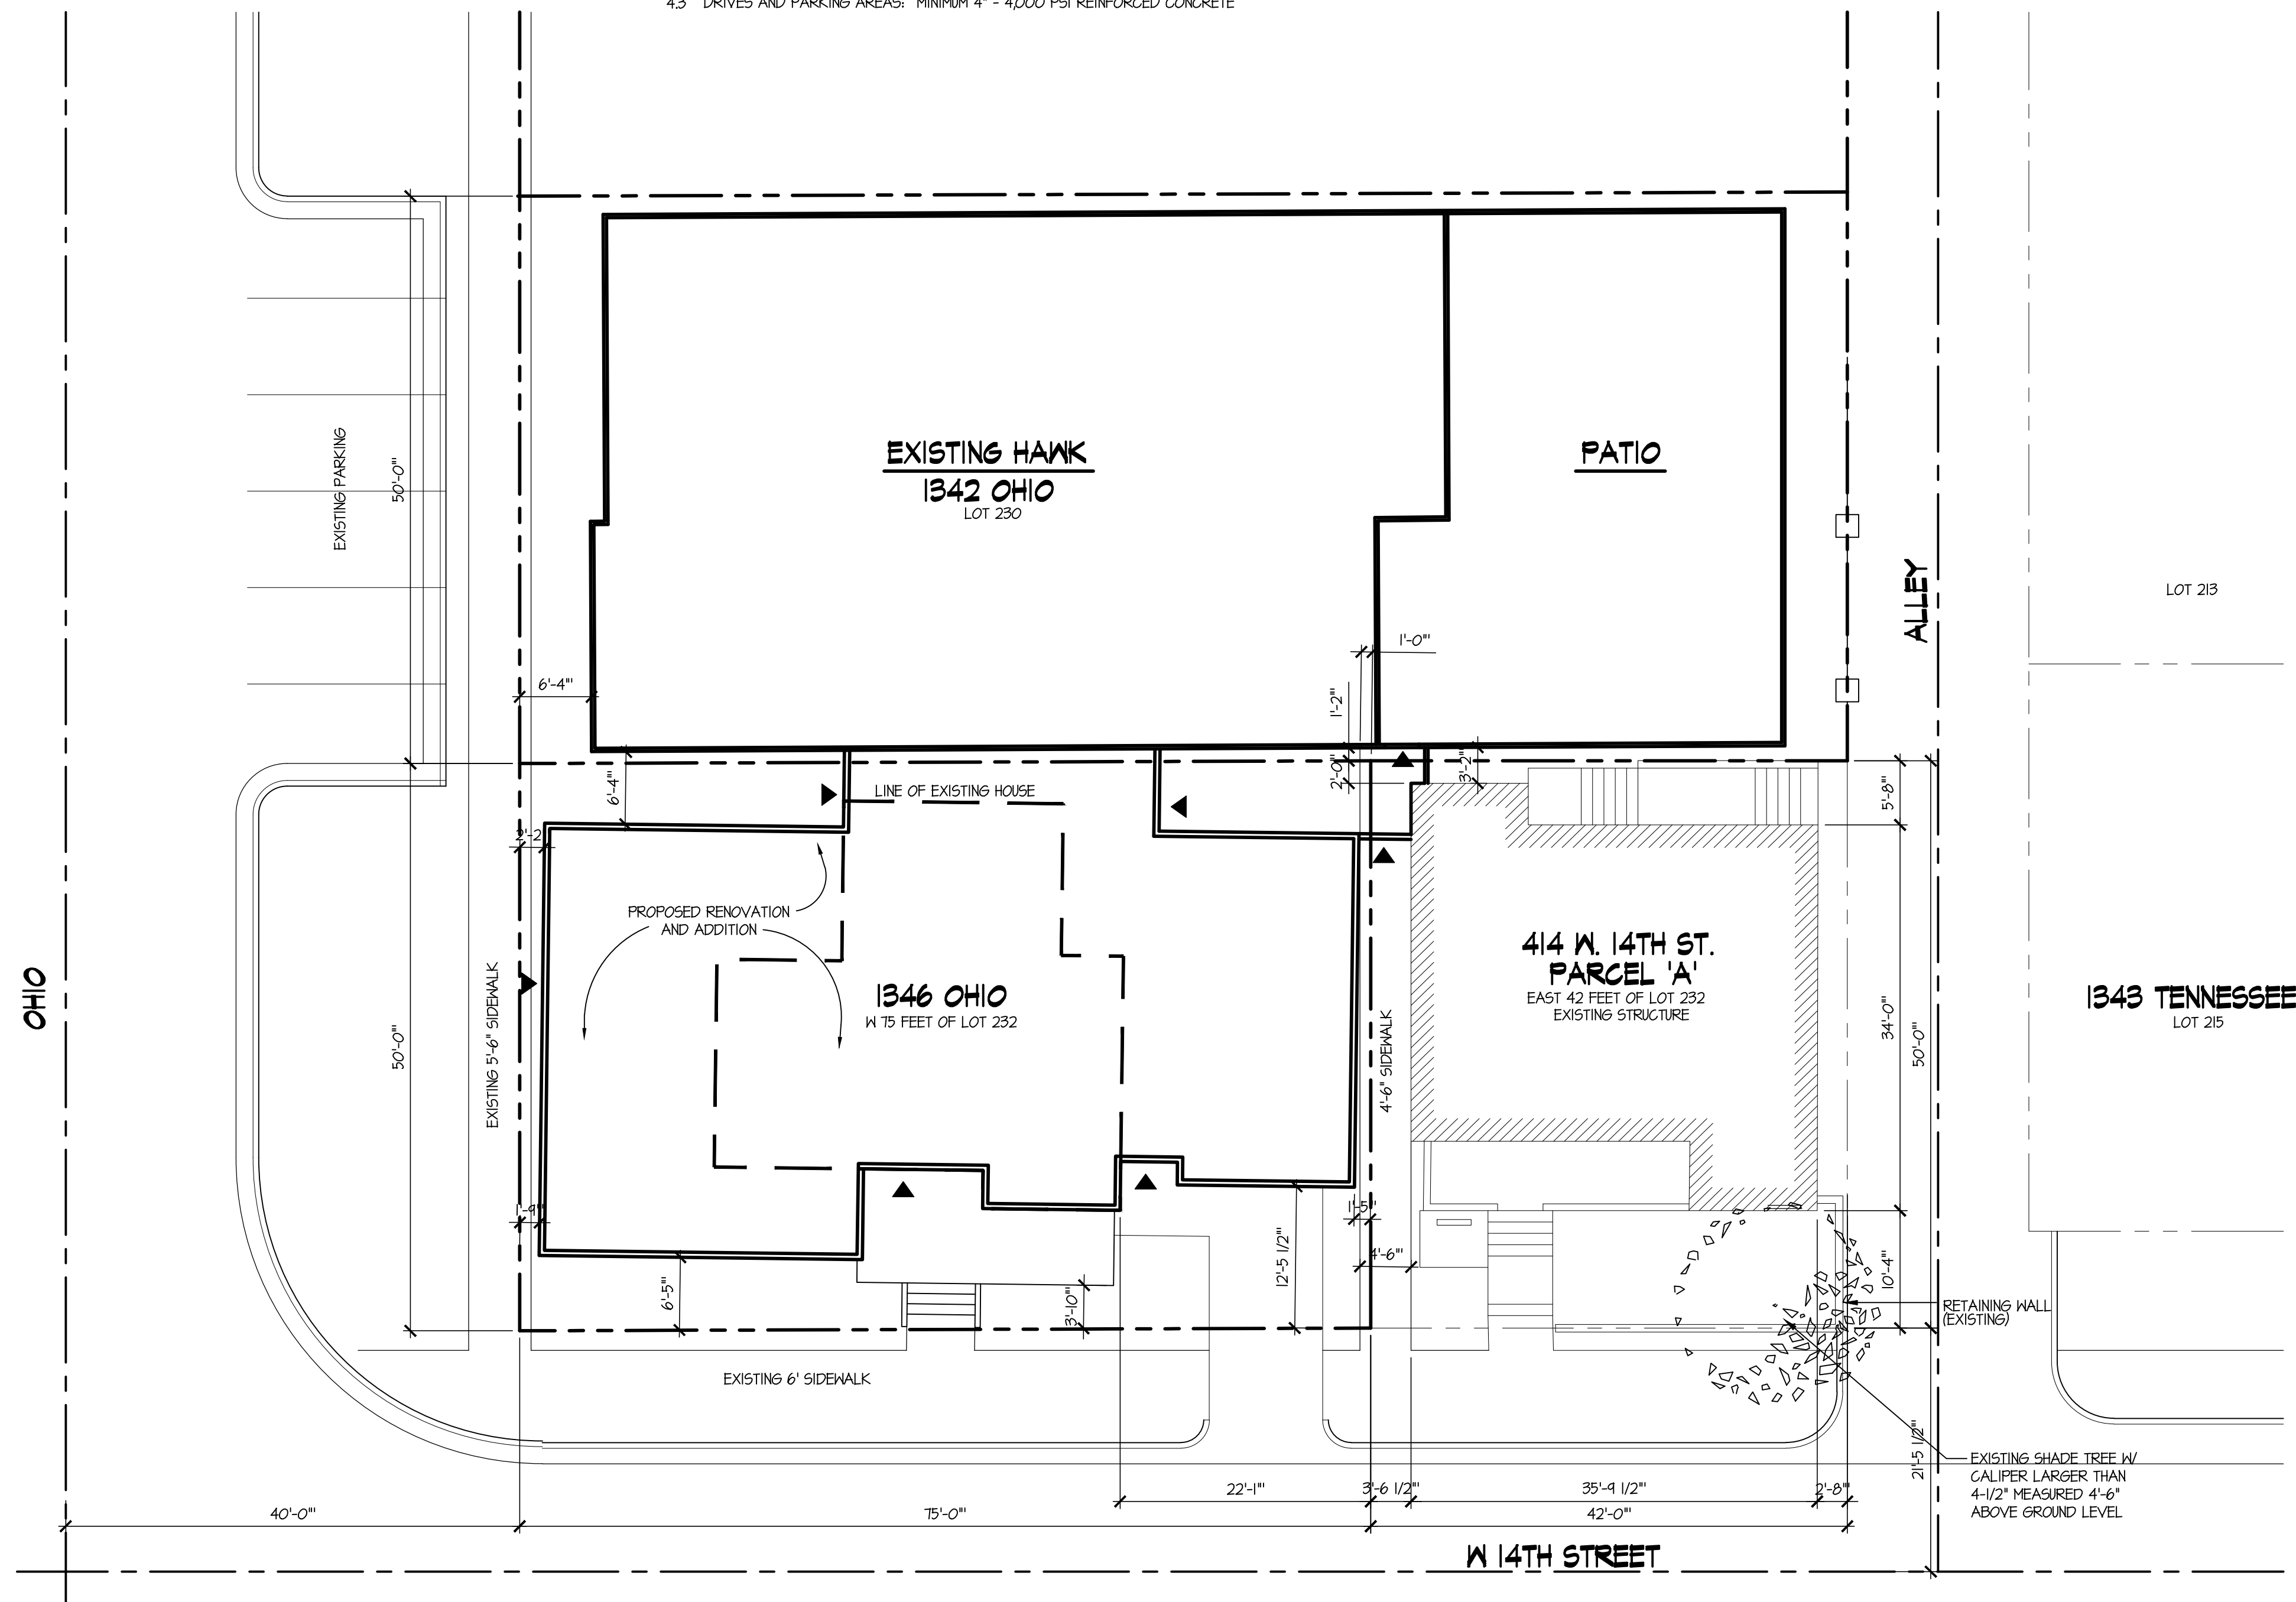 4.3 DRIVES AND PARKING AREAS: MINIMUM 4" - 4,000 PSI REINFORCED CONCRETE
EXISTING PARKING
50'-0"'
EXISTING HAWK
1342 OHIO
LOT 230
PATIO
ALLEY
LOT 213
1'-0"'
6'-4"'
1'-2"'
2'-0"'
3'-2"'
6'-4"'
LINE OF EXISTING HOUSE
5'-8"'
2'-2
PROPOSED RENOVATION
AND ADDITION
OHIO
EXISTING 5'-6" SIDEWALK
50'-0"'
1346 OHIO
W 75 FEET OF LOT 232
4'-6" SIDEWALK
414 W. 14TH ST.
PARCEL 'A'
EAST 42 FEET OF LOT 232
EXISTING STRUCTURE
34'-0"'
50'-0"'
1343 TENNESSEE
LOT 215
1'-9"'
1'-5"'
6'-5"'
3'-10"'
12'-5 1/2"'
4'-6"'
10'-4"'
RETAINING WALL
(EXISTING)
EXISTING 6' SIDEWALK
21'-5 1/2"'
EXISTING SHADE TREE W/
CALIPER LARGER THAN
4-1/2" MEASURED 4'-6"
ABOVE GROUND LEVEL
22'-1"'
3'-6 1/2"'
35'-9 1/2"'
2'-8"'
40'-0"'
75'-0"'
42'-0"'
W 14TH STREET